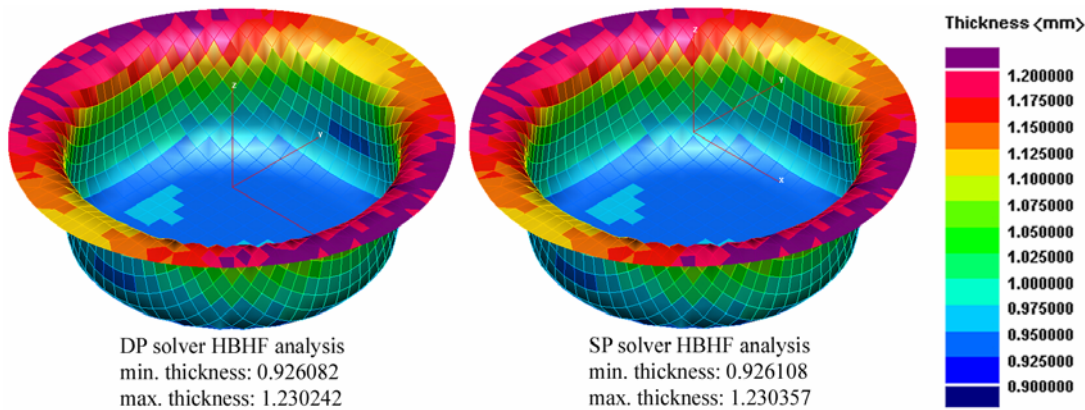 z
Y
z
Y
x
DP solver HBHF analysis
min. thickness: 0.926082
max. thickness: 1.230242
SP solver HBHF analysis
min. thickness: 0.926108
max. thickness: 1.230357
Thickness <mm>
1.200000
1.175000
1.150000
1.125000
1.100000
1.075000
1.050000
1.025000
1.000000
0.975000
0.950000
0.925000
0.900000